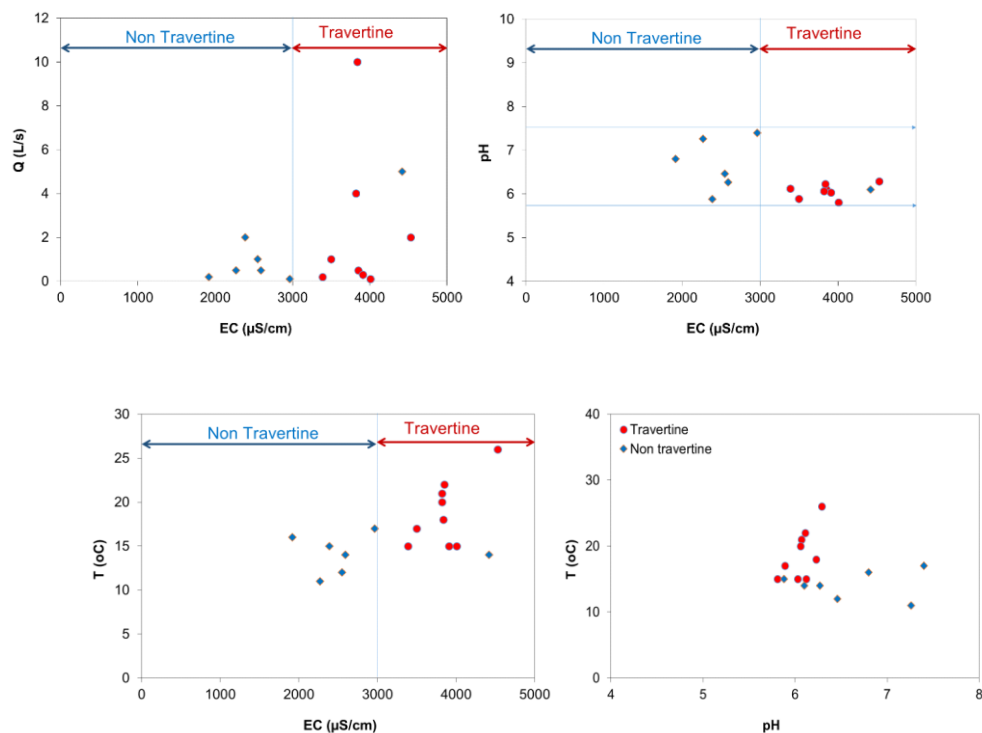 Non Travertine
Travertine
Q (L/s)
12
10
8
6
4
2
0
0 1000 2000 3000 4000 5000
EC (µS/cm)
Non Travertine
Travertine
pH
10
9
8
7
6
5
4
0 1000 2000 3000 4000 5000
EC (µS/cm)
Non Travertine
Travertine
T (oC)
30
25
20
15
10
5
0
0 1000 2000 3000 4000 5000
EC (µS/cm)
Travertine
Non travertine
T (oC)
40
30
20
10
0
4 5 6 7 8
pH